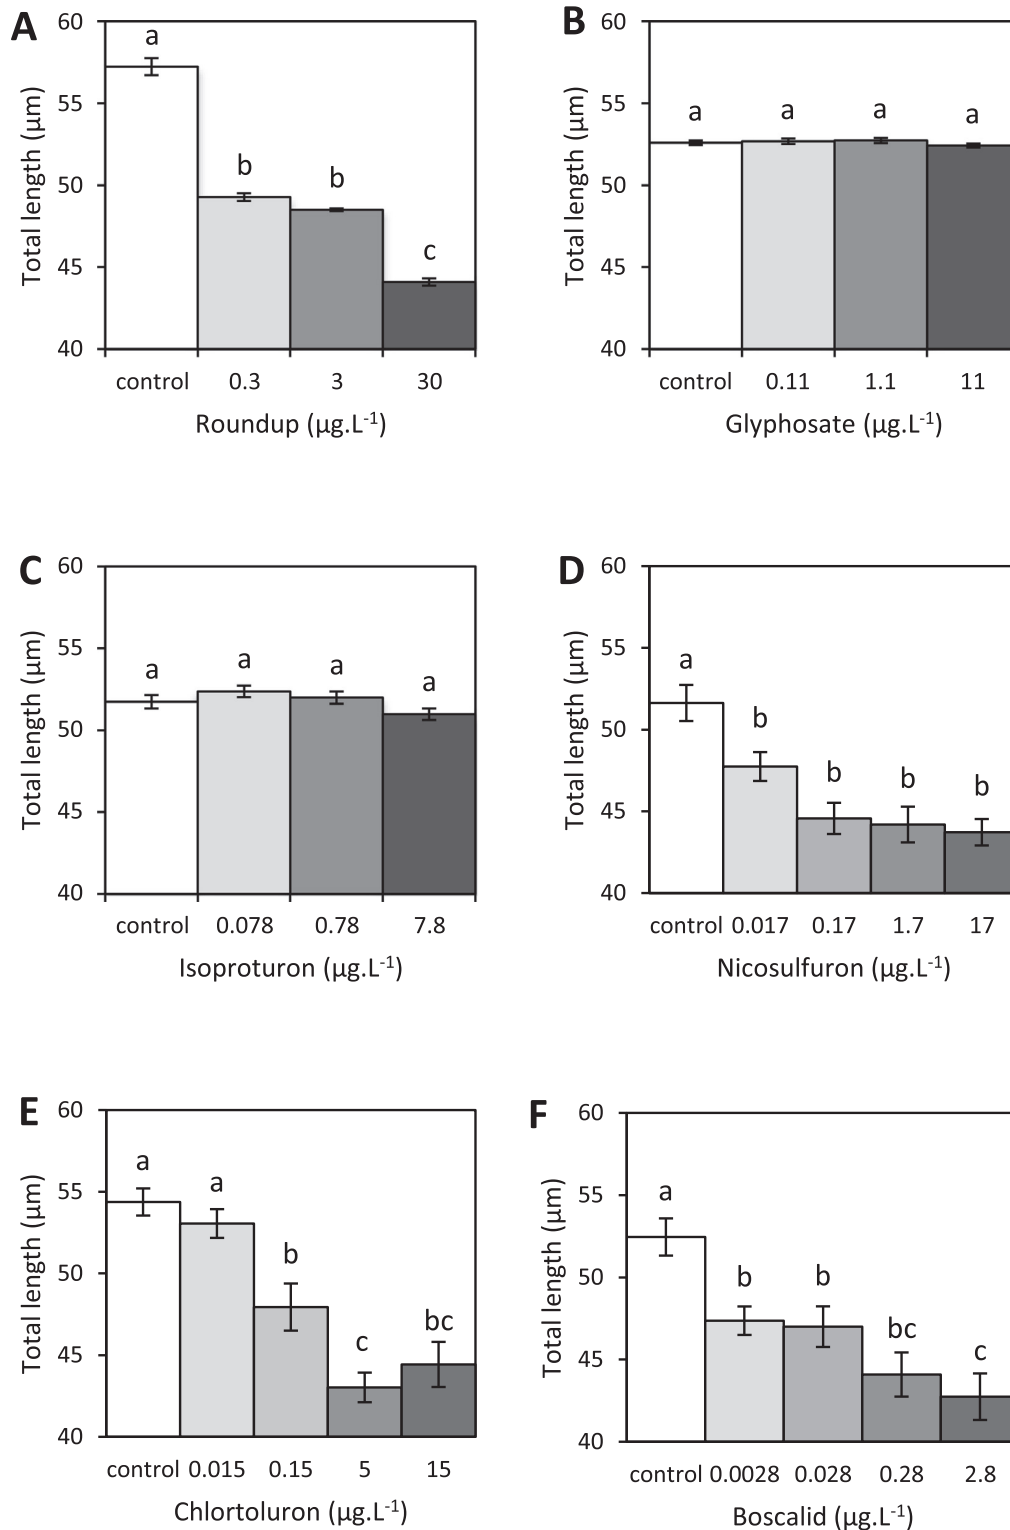 A
60
55
50
45
40
Total length (µm)
a
b
b
c
control 0.3 3 30
Roundup (µg.L-1)
B
60
55
50
45
40
Total length (µm)
a
a
a
a
control 0.11 1.1 11
Glyphosate (µg.L-1)
C
60
55
50
45
40
Total length (µm)
a
a
a
a
control 0.078 0.78 7.8
Isoproturon (µg.L-1)
D
60
55
50
45
40
Total length (µm)
a
b
b
b
b
control 0.017 0.17 1.7 17
Nicosulfuron (µg.L-1)
E
60
55
50
45
40
Total length (µm)
a
a
b
c
bc
control 0.015 0.15 5 15
Chlortoluron (µg.L-1)
F
60
55
50
45
40
Total length (µm)
a
b
b
bc
c
control 0.0028 0.028 0.28 2.8
Boscalid (µg.L-1)